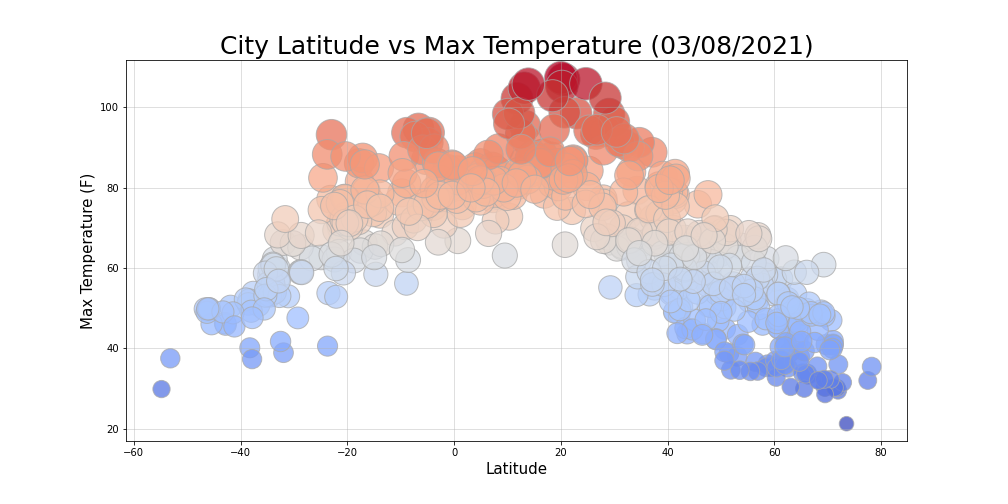 City Latitude vs Max Temperature (03/08/2021)
Max Temperature (F)
100
80
60
40
20
−60 −40 −20 0 20 40 60 80
Latitude